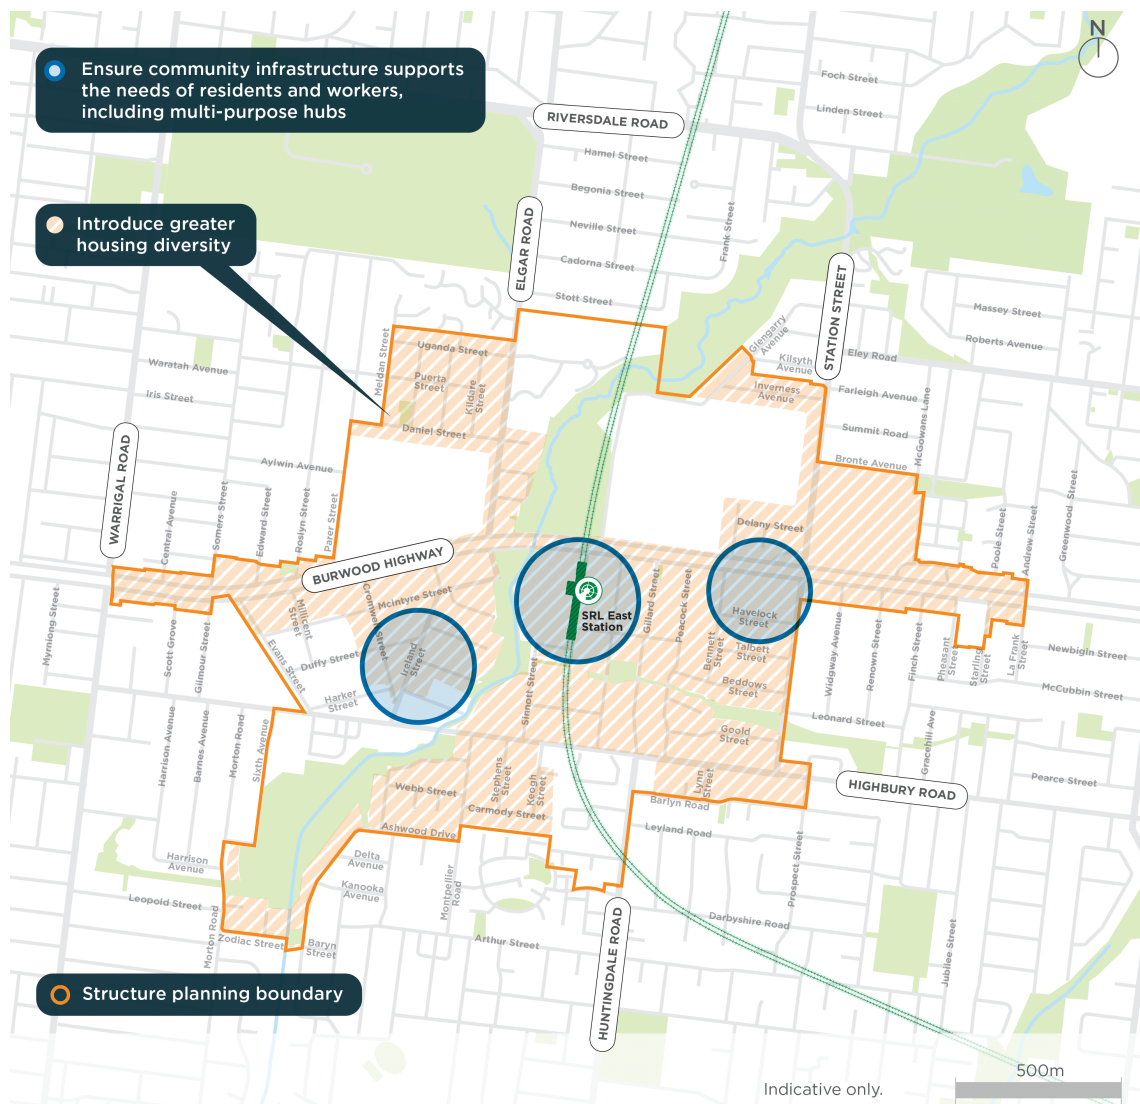 N
Ensure community infrastructure supports
the needs of residents and workers,
including multi-purpose hubs
Foch Street
Linden Street
RIVERSDALE ROAD
Hamel Street
Begonia Street
Introduce greater
housing diversity
Neville Street
Frank Street
ELGAR ROAD
Cadorna Street
Stott Street
STATION STREET
Massey Street
Roberts Avenue
Glengarry
Avenue
Eley Road
Kilsyth
Avenue
Meldan Street
Uganda Street
Waratah Avenue
Puerta
Street
Kildare
Street
Inverness
Avenue
Farleigh Avenue
McGowans Lane
Iris Street
Daniel Street
Summit Road
WARRIGAL ROAD
Aylwin Avenue
Bronte Avenue
Central Avenue
Somers Street
Edward Street
Roslyn Street
Parer Street
Delany Street
Poole Street
Andrew Street
Greenwood Street
BURWOOD HIGHWAY
Myrniong Street
Scott Grove
Gilmour Street
Millicent
Street
Cromwell Street
McIntyre Street
SRL East
Station
Gillard Street
Peacock Street
Havelock
Street
Bennett
Street
Talbett
Street
Widgway Avenue
Renown Street
Finch Street
Pheasant
Street
Starling
Street
La Frank
Street
Newbigin Street
Evans Street
Duffy Street
Ireland
Street
Harker
Street
Sinnott Street
Beddows
Street
McCubbin Street
Harrison Avenue
Barnes Avenue
Morton Road
Sixth Avenue
Goold
Street
Leonard Street
Gracehill Ave
Webb Street
Stephens
Street
Keogh
Street
Lynn
Street
HIGHBURY ROAD
Pearce Street
Carmody Street
Barlyn Road
Ashwood Drive
Leyland Road
Harrison
Avenue
Delta
Avenue
Kanooka
Avenue
Montpellier
Road
Prospect Street
Leopold Street
Morton Road
Zodiac Street
Baryn
Street
Arthur Street
HUNTINGDALE ROAD
Darbyshire Road
Jubilee Street
Structure planning boundary
Indicative only.
500m